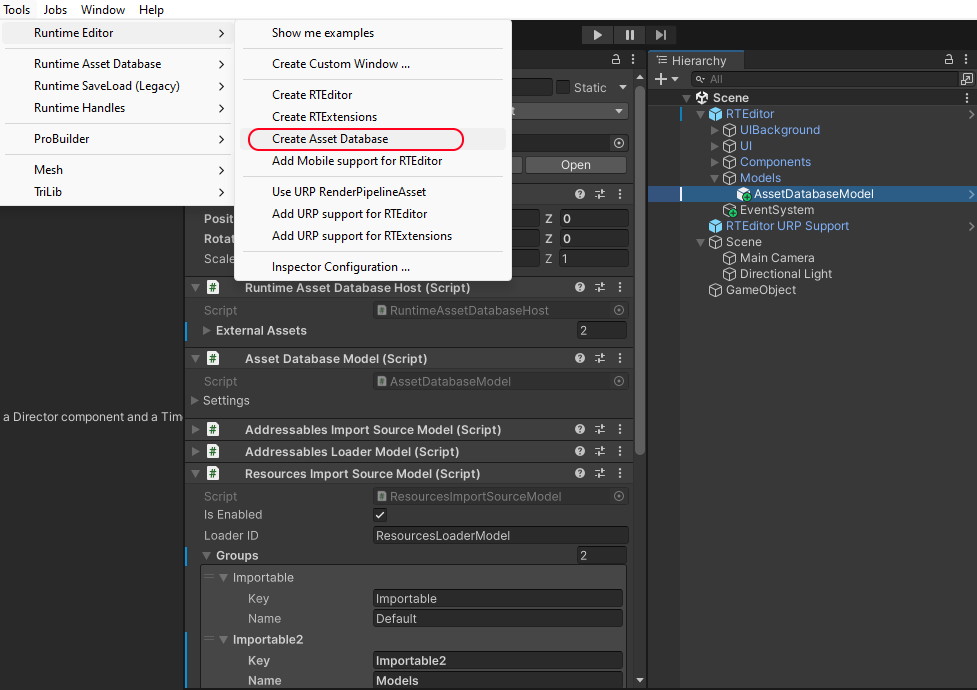 Tools Jobs Window Help
Runtime Editor
Runtime Asset Database
Runtime SaveLoad (Legacy)
Runtime Handles
ProBuilder
Mesh
TriLib
Show me examples
Create Custom Window ...
Create RTEditor
Create RTExtensions
Create Asset Database
Add Mobile support for RTEditor
Use URP RenderPipelineAsset
Add URP support for RTEditor
Add URP support for RTExtensions
Inspector Configuration ...
Static
Open
Posit
Z 0
Rotat
Z 0
Scale
Z 1
Runtime Asset Database Host (Script)
Script RuntimeAssetDatabaseHost
External Assets 2
Asset Database Model (Script)
Script AssetDatabaseModel
Settings
Addressables Import Source Model (Script)
Addressables Loader Model (Script)
Resources Import Source Model (Script)
Script ResourcesImportSourceModel
Is Enabled
Loader ID ResourcesLoaderModel
Groups 2
Importable
Key Importable
Name Default
Importable2
Key Importable2
Name Models
a Director component and a Tim
Hierarchy
All
Scene
RTEditor
UIBackground
UI
Components
Models
AssetDatabaseModel
EventSystem
RTEditor URP Support
Scene
Main Camera
Directional Light
GameObject